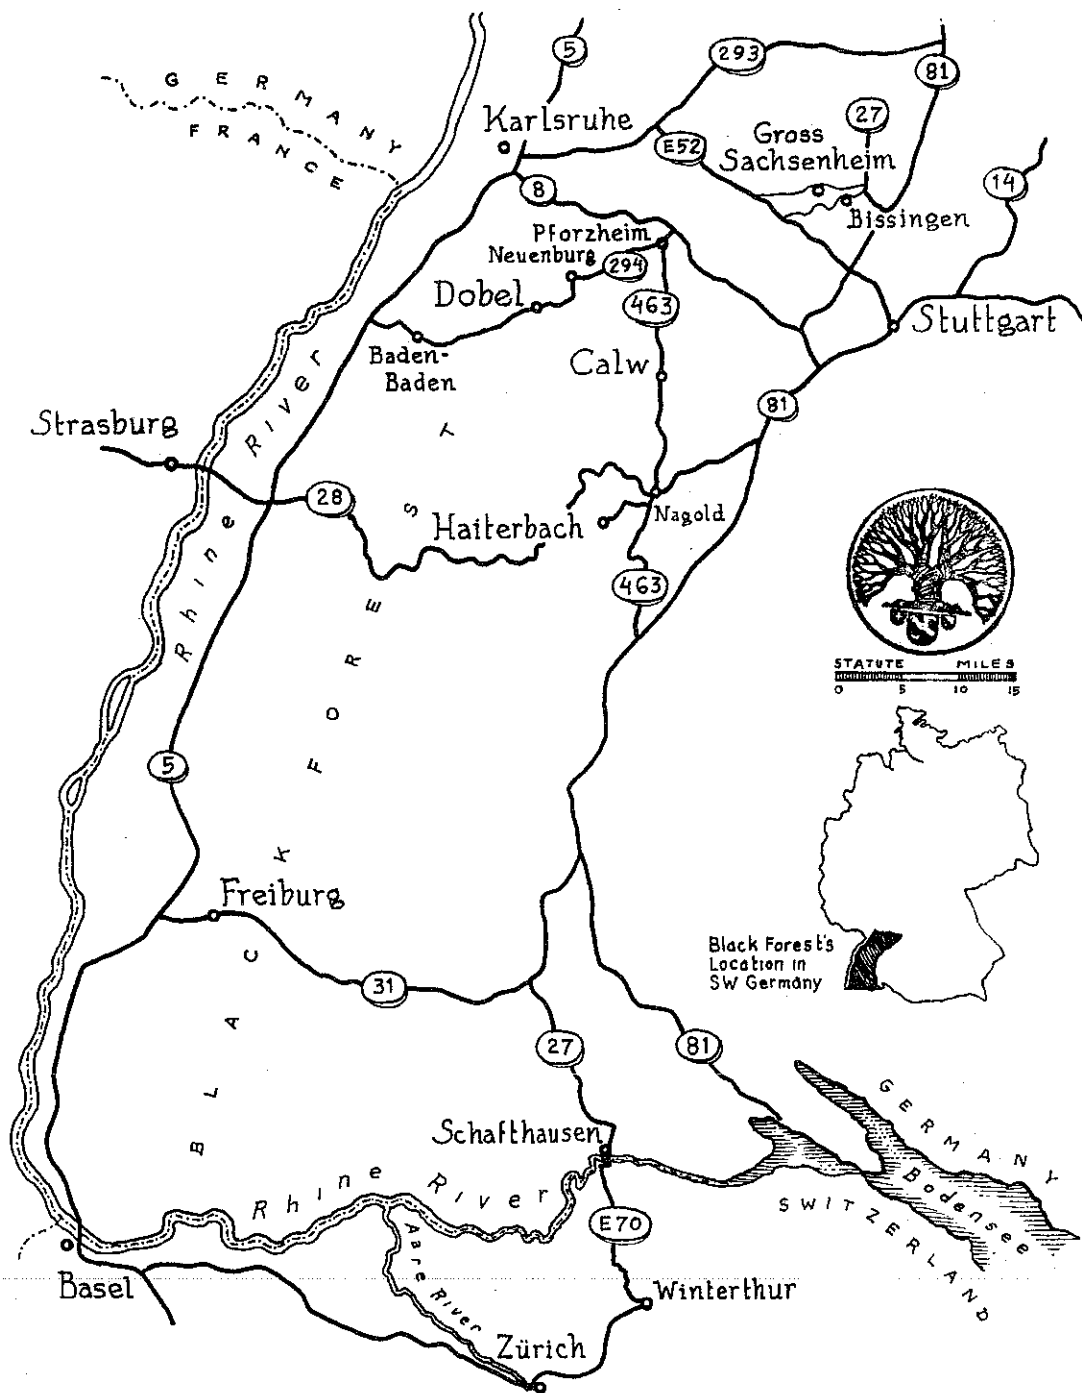 GERMANY
FRANCE
5
293
81
Karlsruhe
E52
27
Gross
Sachsenheim
14
8
Bissingen
Pforzheim
Neuenburg
294
Dobel
463
Stuttgart
Baden-
Baden
Calw
81
Rhine River
Strasburg
28
Haiterbach
Nagold
463
BLACK FOREST
STATUTE MILES
0 5 10 15
5
Freiburg
31
Black Forest's
Location in
SW Germany
27
81
Schafthausen
GERMANY
Bodensee
SWITZERLAND
Rhine River
Aare River
E70
Basel
Winterthur
Zürich